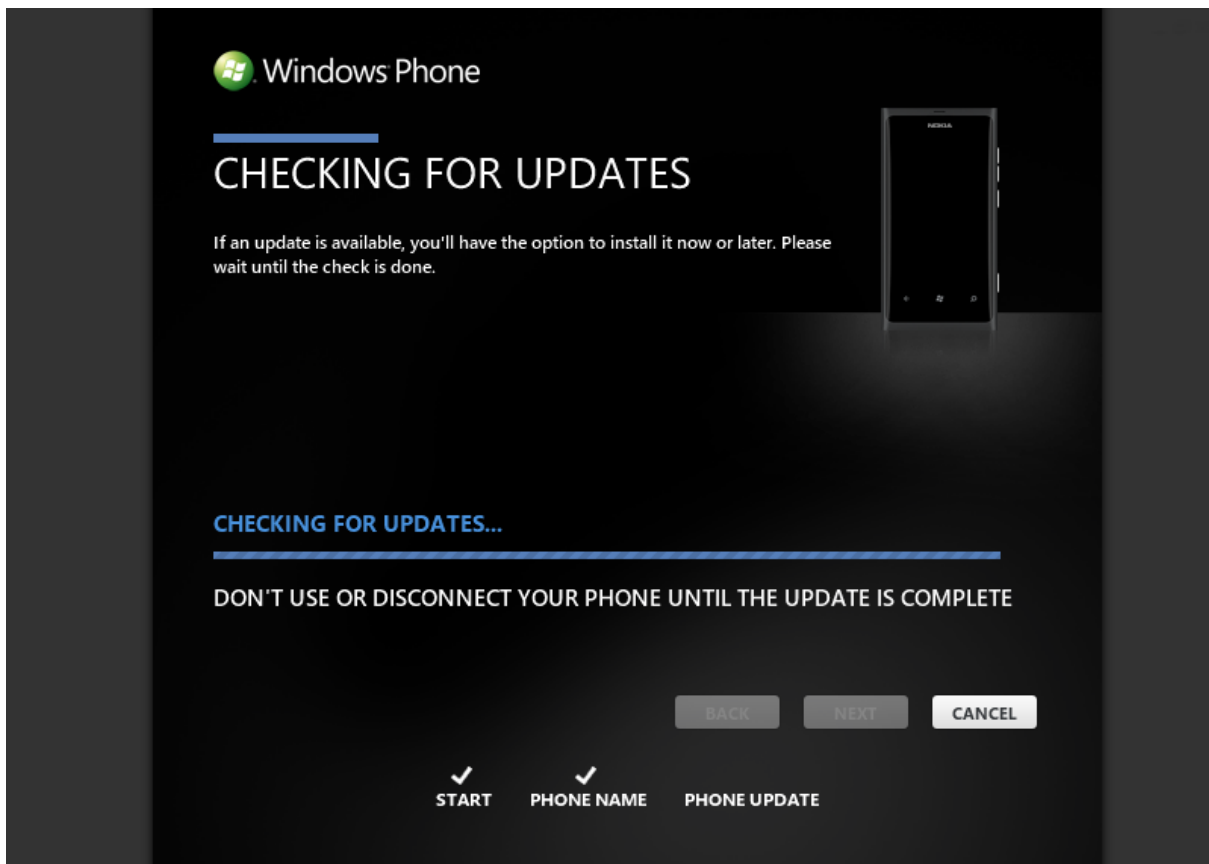 Windows Phone
NOKIA
CHECKING FOR UPDATES
If an update is available, you'll have the option to install it now or later. Please
wait until the check is done.
CHECKING FOR UPDATES...
DON'T USE OR DISCONNECT YOUR PHONE UNTIL THE UPDATE IS COMPLETE
BACK NEXT CANCEL
START PHONE NAME PHONE UPDATE